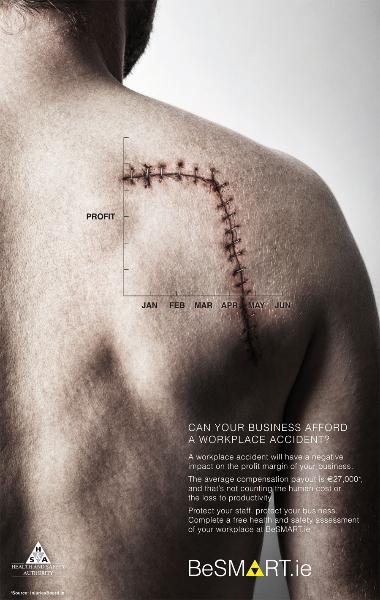 PROFIT
JAN FEB MAR APR MAY JUN
CAN YOUR BUSINESS AFFORD
A WORKPLACE ACCIDENT?
A workplace accident will have a negative
impact on the profit margin of your business.
The average compensation payout is €27,000*,
and that's not counting the human cost or
the loss to productivity.
Protect your staff, protect your business.
Complete a free health and safety assessment
of your workplace at BeSMART.ie
HSA
HEALTH AND SAFETY
AUTHORITY
BeSMART.ie
*Source: InjuriesBoard.ie